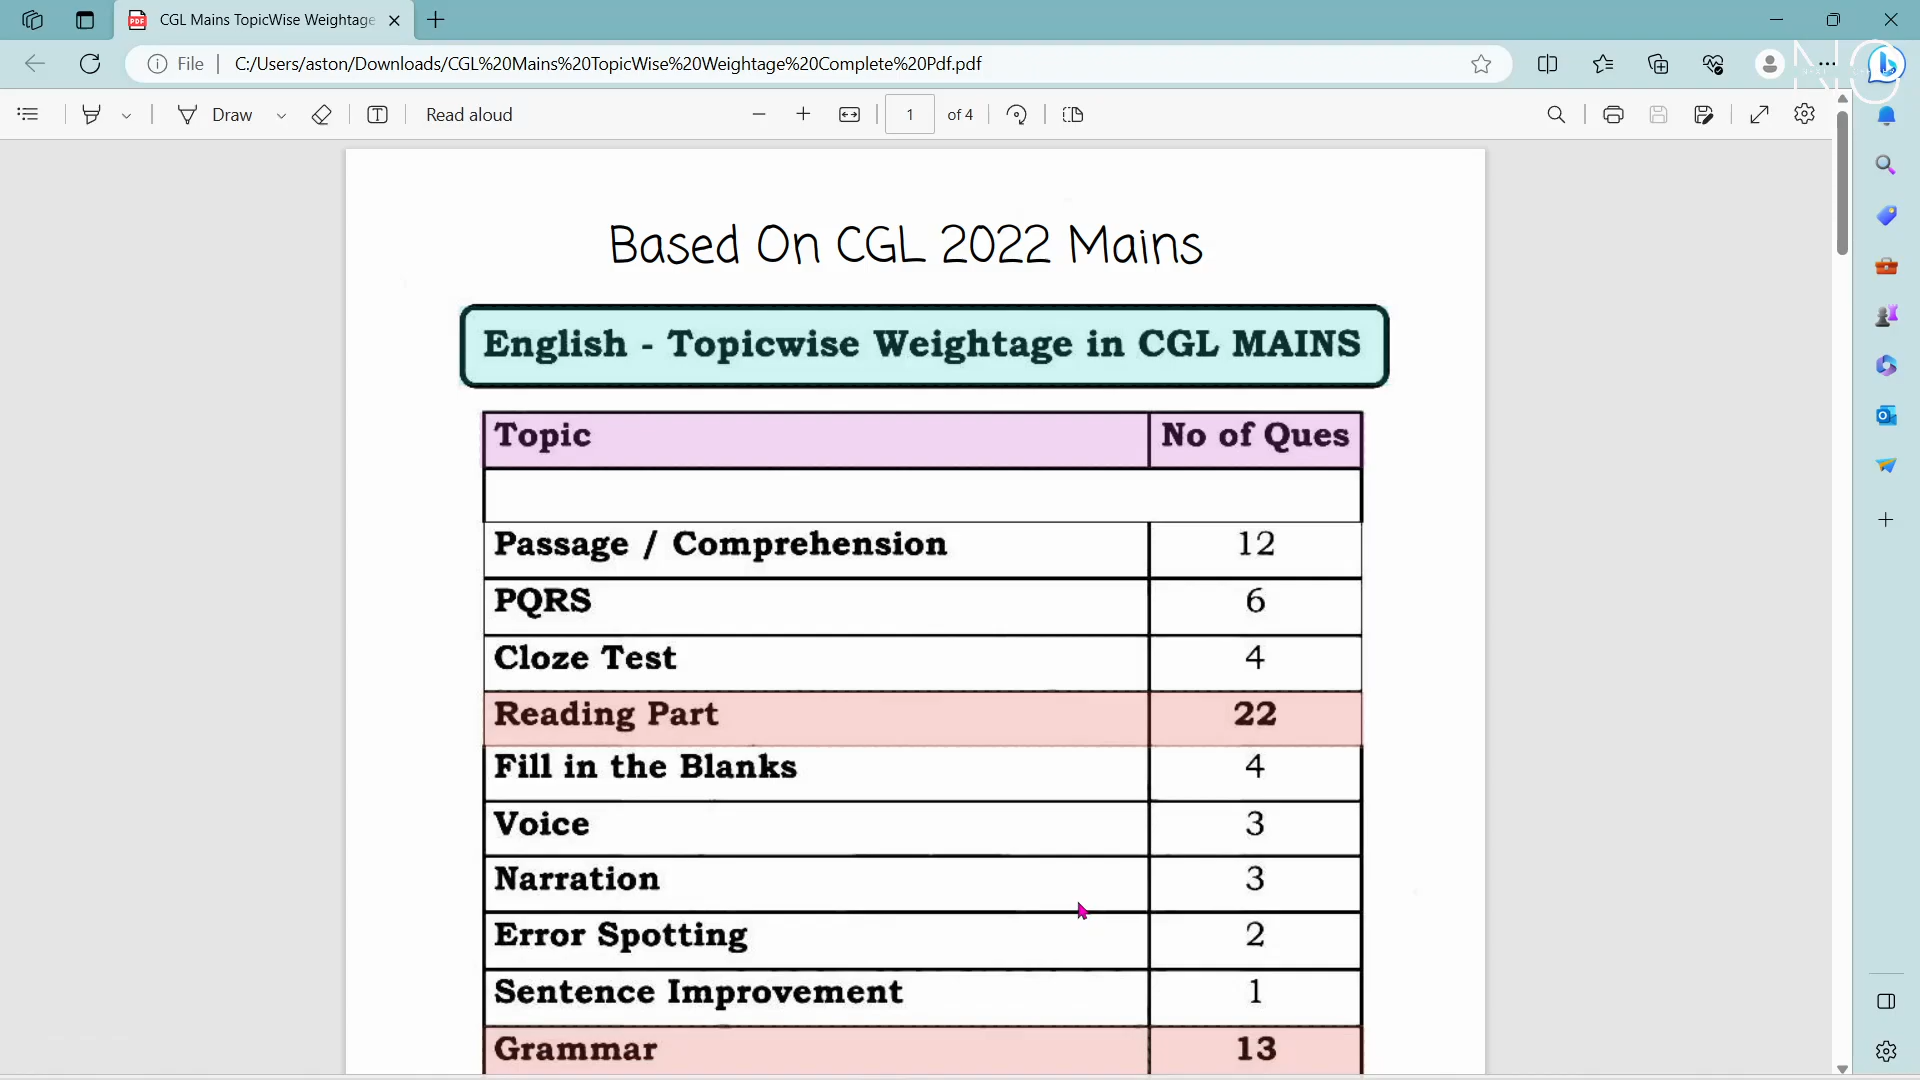 CGL Mains TopicWise Weightage
File
C:/Users/aston/Downloads/CGL%20Mains%20TopicWise%20Weightage%20Complete%20Pdf.pdf
Draw
Read aloud
1 of 4
Based On CGL 2022 Mains
English - Topicwise Weightage in CGL MAINS
Topic No of Ques
Passage / Comprehension 12
PQRS 6
Cloze Test 4
Reading Part 22
Fill in the Blanks 4
Voice 3
Narration 3
Error Spotting 2
Sentence Improvement 1
Grammar 13